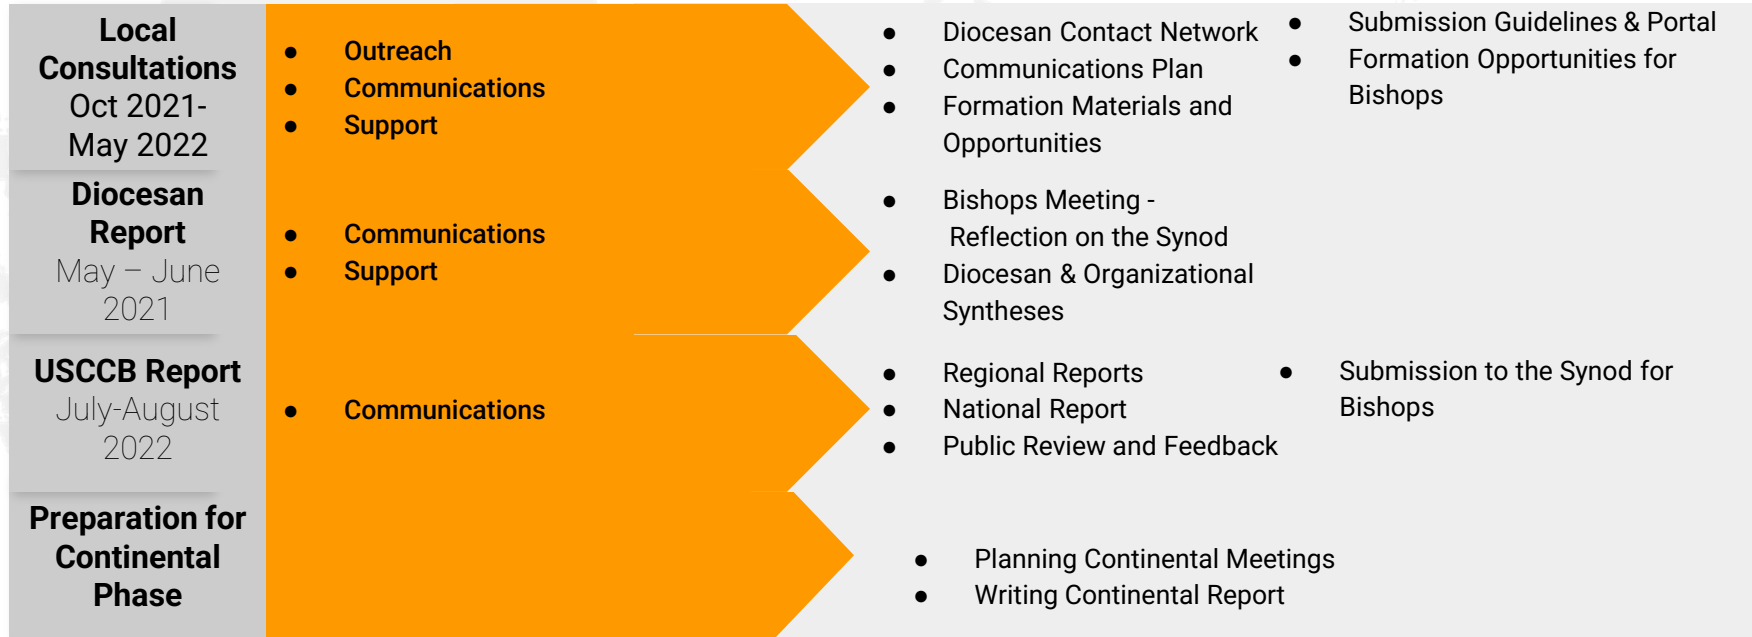 Local
Consultations
Oct 2021-
May 2022
● Outreach
● Communications
● Support
● Diocesan Contact Network
● Communications Plan
● Formation Materials and
Opportunities
● Submission Guidelines & Portal
● Formation Opportunities for
Bishops
Diocesan
Report
May – June
2021
● Communications
● Support
● Bishops Meeting -
Reflection on the Synod
● Diocesan & Organizational
Syntheses
USCCB Report
July-August
2022
● Communications
● Regional Reports
● National Report
● Public Review and Feedback
● Submission to the Synod for
Bishops
Preparation for
Continental
Phase
● Planning Continental Meetings
● Writing Continental Report